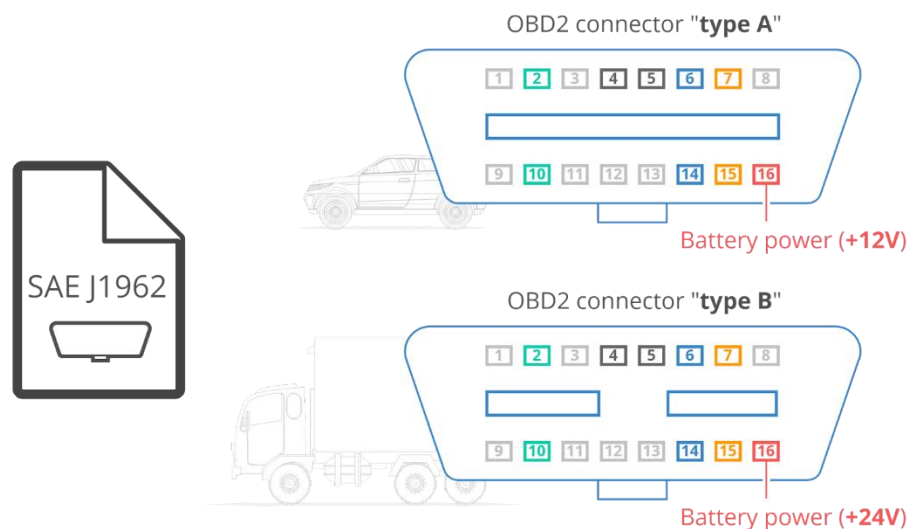 SAE J1962
OBD2 connector "type A"
1 2 3 4 5 6 7 8
9 10 11 12 13 14 15 16
Battery power (+12V)
OBD2 connector "type B"
1 2 3 4 5 6 7 8
9 10 11 12 13 14 15 16
Battery power (+24V)